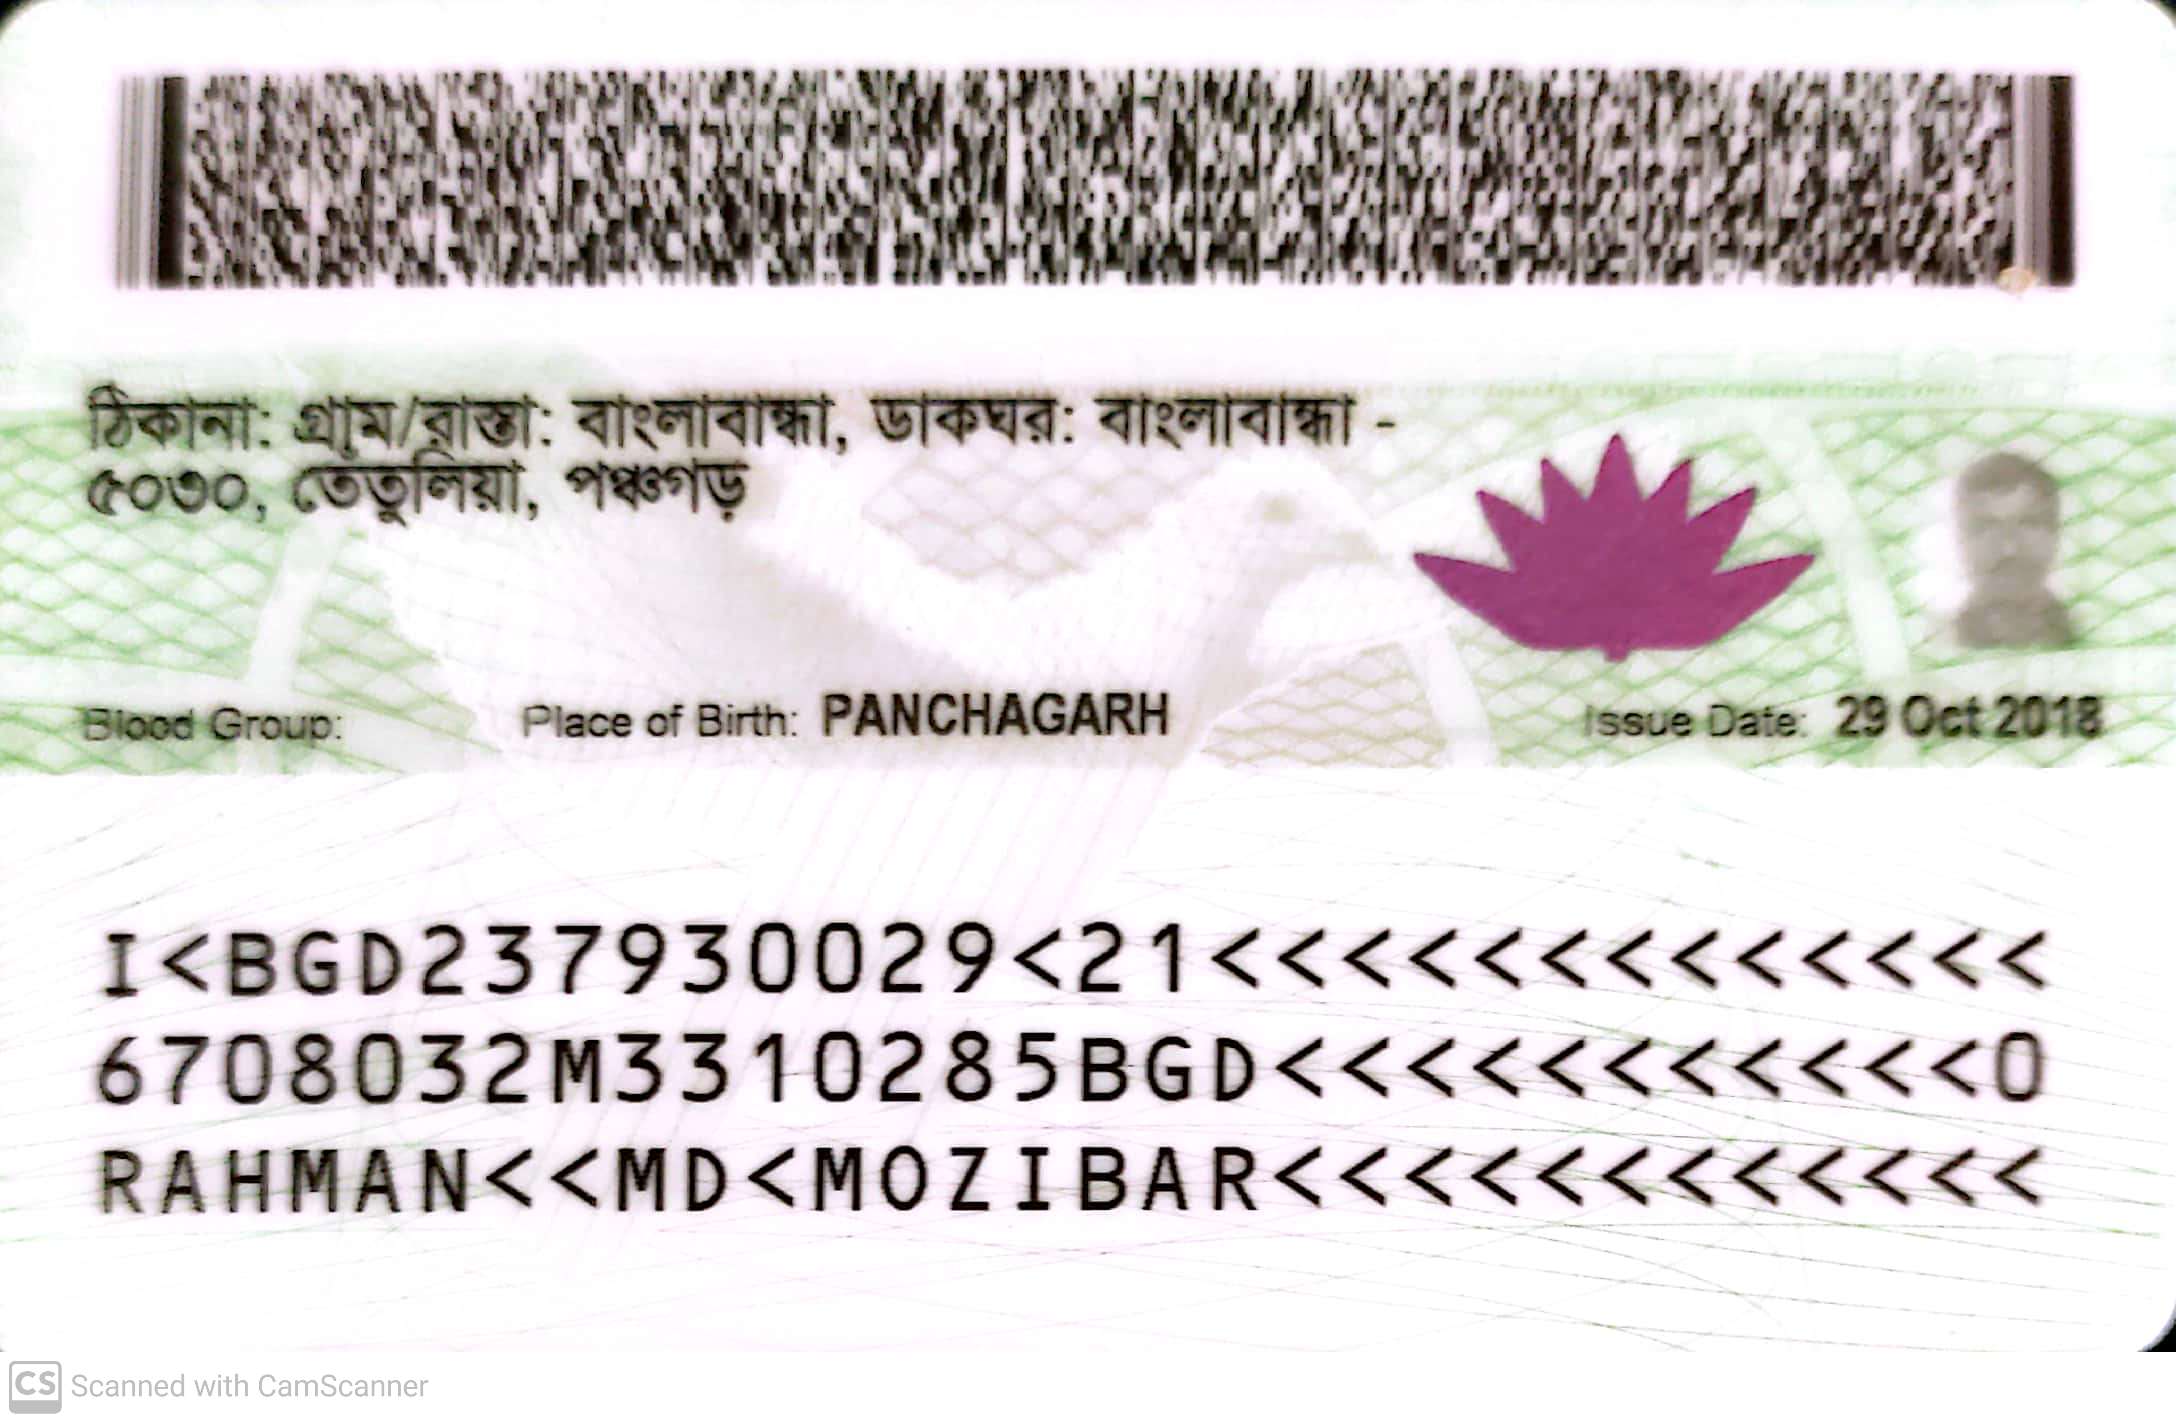 ঠিকানা: গ্রাম/রাস্তা: বাংলাবান্ধা, ডাকঘর: বাংলাবান্ধা -
৫০৩০, তেতুলিয়া, পঞ্চগড়
Blood Group: Place of Birth: PANCHAGARH Issue Date: 29 Oct 2018
I<BGD237930029<21<<<<<<<<<<<<<
6708032M3310285BGD<<<<<<<<<<<0
RAHMAN<<MD<MOZIBAR<<<<<<<<<<<<
CS Scanned with CamScanner